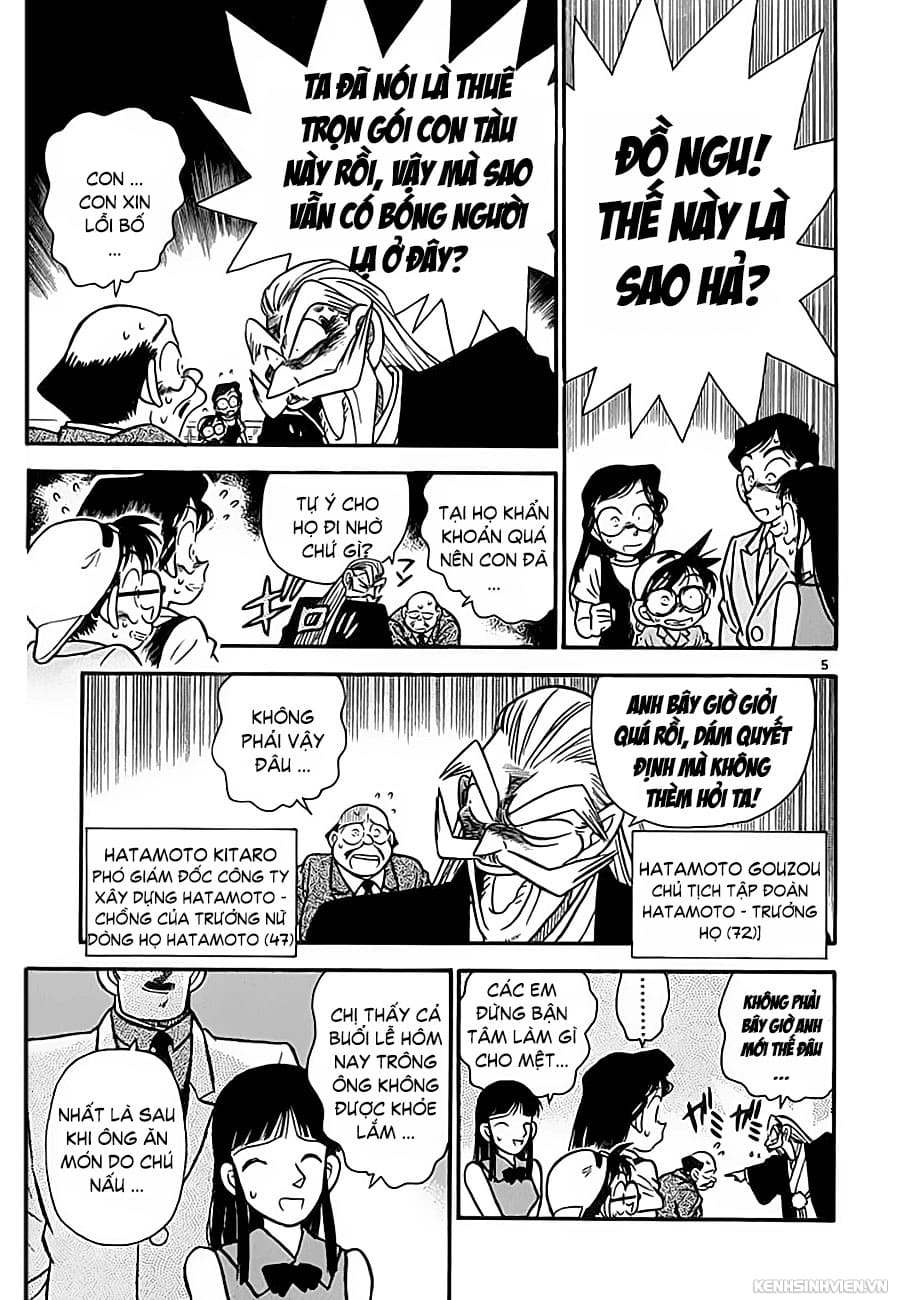 ĐỒ NGU!
THẾ NÀY LÀ
SAO HẢ?
TA ĐÃ NÓI LÀ THUÊ
TRỌN GÓI CON TÀU
NÀY RỒI, VẬY MÀ SAO
VẪN CÓ BÓNG NGƯỜI
LẠ Ở ĐÂY?
CON ...
CON XIN
LỖI BỐ
...
TẠI HỌ KHẨN
KHOẢN QUÁ
NÊN CON ĐÃ
...
TỰ Ý CHO
HỌ ĐI NHỜ
CHỨ GÌ?
5
ANH BÂY GIỜ GIỎI
QUÁ RỒI, DÁM QUYẾT
ĐỊNH MÀ KHÔNG
THÈM HỎI TA!
KHÔNG
PHẢI VẬY
ĐÂU ...
HATAMOTO GOUZOU
CHỦ TỊCH TẬP ĐOÀN
HATAMOTO - TRƯỞNG
HỌ (72)]
HATAMOTO KITARO
PHÓ GIÁM ĐỐC CÔNG TY
XÂY DỰNG HATAMOTO -
CHỒNG CỦA TRƯỞNG NỮ
DÒNG HỌ HATAMOTO (47)
KHÔNG PHẢI
BÂY GIỜ ANH
MỚI THẾ ĐÂU
...
.......
CÁC EM
ĐỪNG BẬN
TÂM LÀM GÌ
CHO MỆT...
CHỊ THẤY CẢ
BUỔI LỄ HÔM
NAY TRÔNG
ÔNG KHÔNG
ĐƯỢC KHỎE
LẮM ...
NHẤT LÀ SAU
KHI ÔNG ĂN
MÓN DO CHÚ
NẤU ...
KENHSINHVIEN.VN